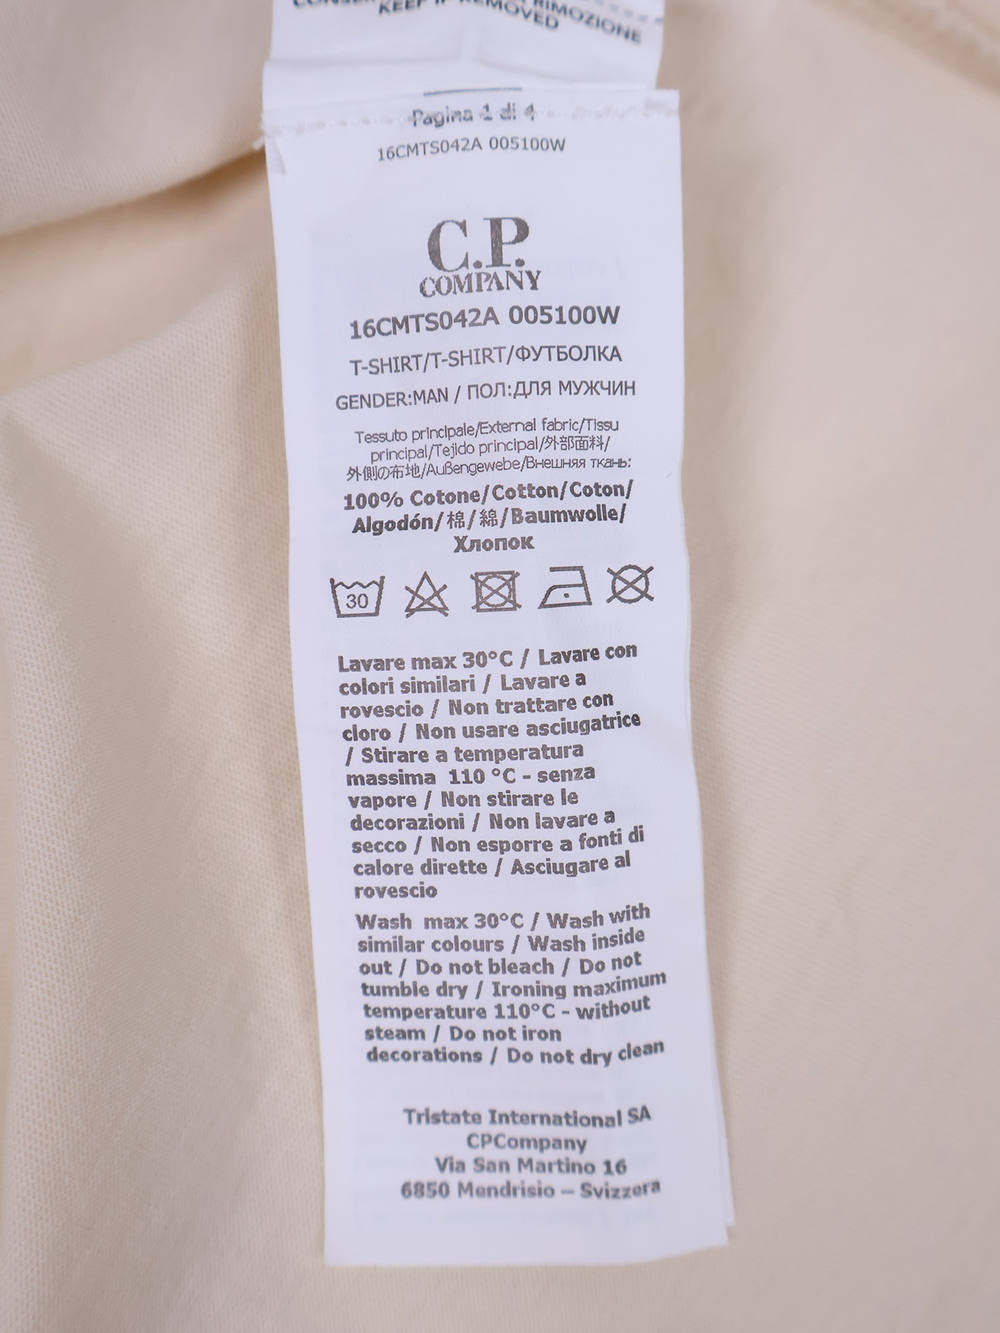 RIMOZIONE
KEEP IF REMOVED
Pagina 1 di 4
16CMTS042A 005100W
C.P.
COMPANY
16CMTS042A 005100W
T-SHIRT/T-SHIRT/ФУТБОЛКА
GENDER:MAN / ПОЛ:ДЛЯ МУЖЧИН
Tessuto principale/External fabric/Tissu
principal/Tejido principal/外部面料/
外側の布地/Außengewebe/Внешняя ткань:
100% Cotone/Cotton/Coton/
Algodón/棉/綿/Baumwolle/
Хлопок
30
Lavare max 30°C / Lavare con
colori similari / Lavare a
rovescio / Non trattare con
cloro / Non usare asciugatrice
/ Stirare a temperatura
massima 110 °C - senza
vapore / Non stirare le
decorazioni / Non lavare a
secco / Non esporre a fonti di
calore dirette / Asciugare al
rovescio
Wash max 30°C / Wash with
similar colours / Wash inside
out / Do not bleach / Do not
tumble dry / Ironing maximum
temperature 110°C - without
steam / Do not iron
decorations / Do not dry clean
Tristate International SA
CPCompany
Via San Martino 16
6850 Mendrisio – Svizzera